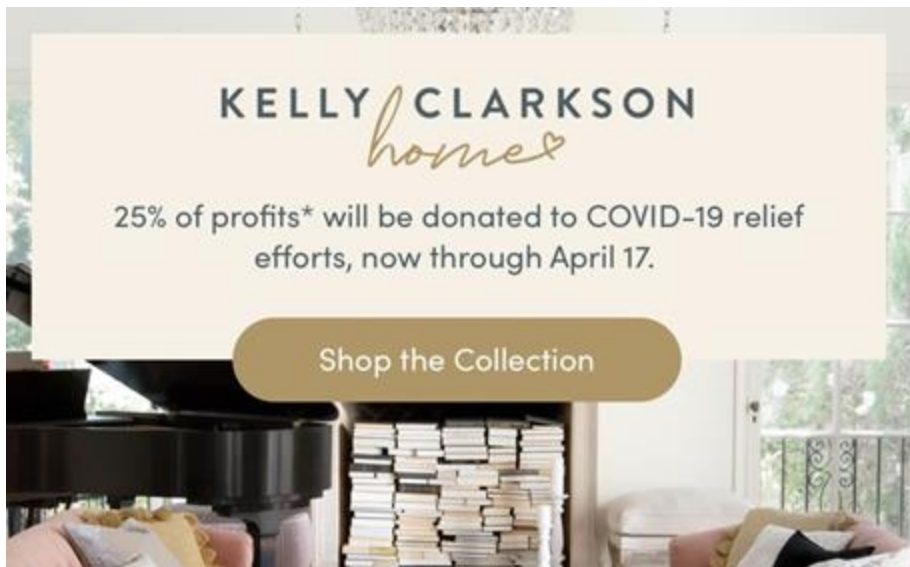 KELLY CLARKSON
home
25% of profits* will be donated to COVID-19 relief
efforts, now through April 17.
Shop the Collection